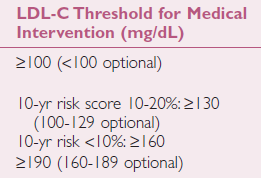 LDL-C Threshold for Medical
Intervention (mg/dL)
≥100 (<100 optional)
10-yr risk score 10-20%: ≥130
(100-129 optional)
10-yr risk <10%: ≥160
≥190 (160-189 optional)